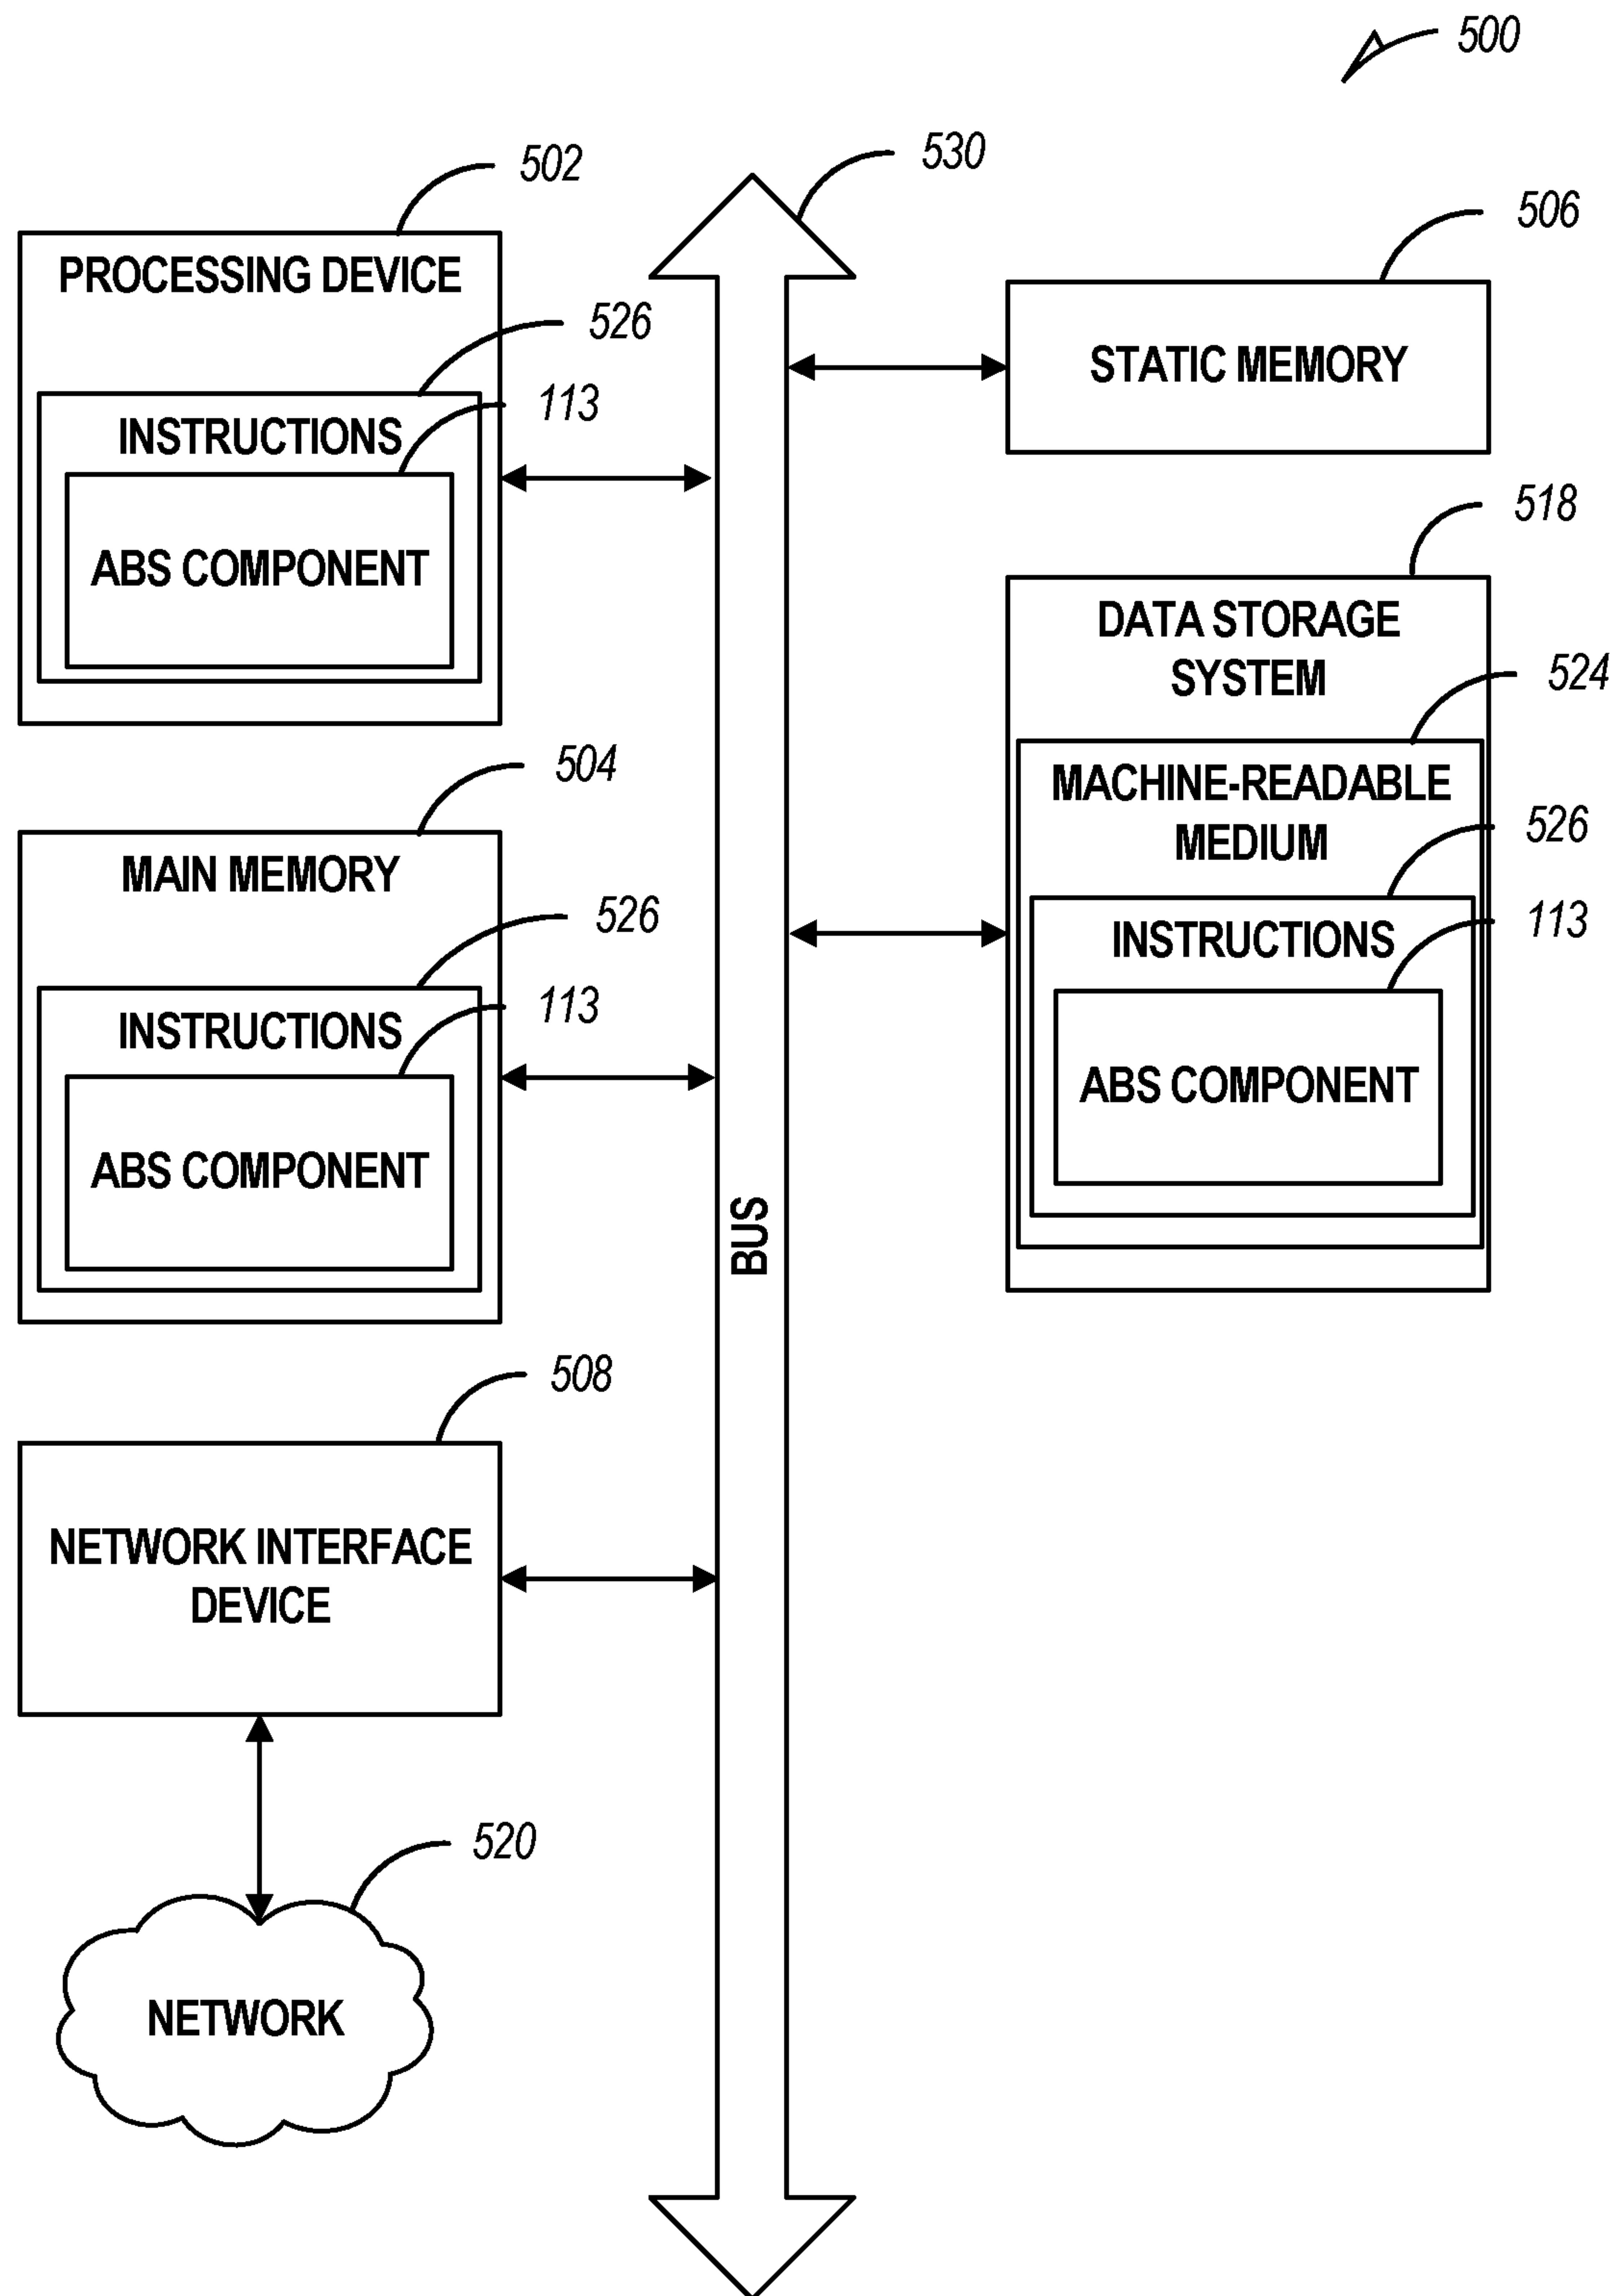 500
530
502
PROCESSING DEVICE
526
INSTRUCTIONS
113
ABS COMPONENT
504
MAIN MEMORY
526
INSTRUCTIONS
113
ABS COMPONENT
508
NETWORK INTERFACE
DEVICE
520
NETWORK
BUS
506
STATIC MEMORY
518
DATA STORAGE
SYSTEM
524
MACHINE-READABLE
MEDIUM
526
INSTRUCTIONS
113
ABS COMPONENT